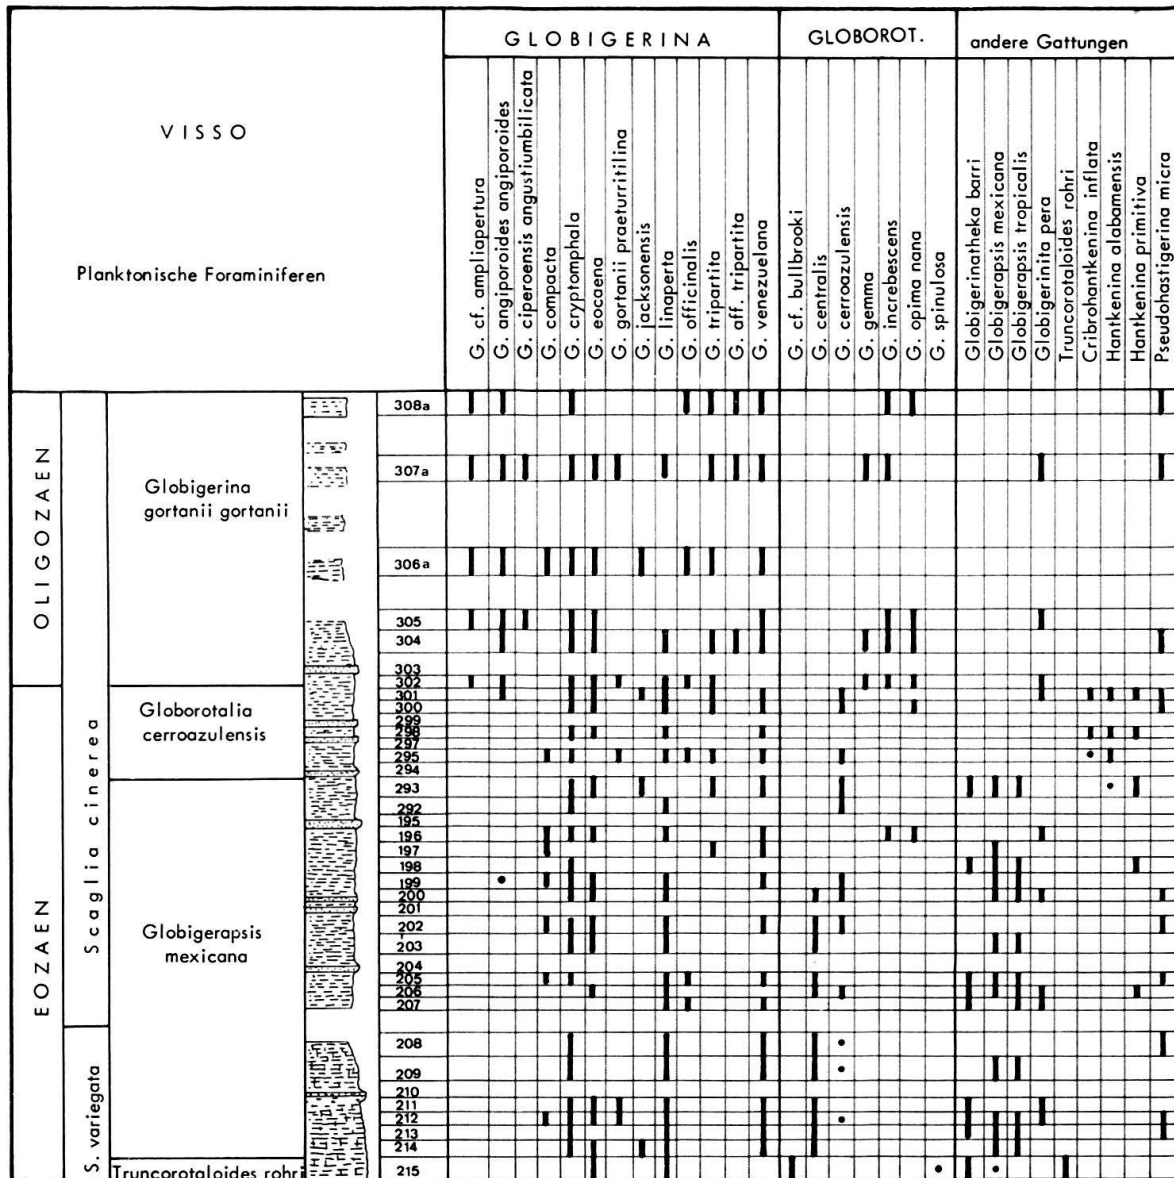 GLOBIGERINA
GLOBOROT.
andere Gattungen
VISSO
Planktonische Foraminiferen
G. cf. ampliapertura
G. angiporoides angiporoides
G. ciperoensis angustiumbilicata
G. compacta
G. cryptomphala
G. eocaena
G. gortanii praeturritilina
G. jacksonensis
G. linaperta
G. officinalis
G. tripartita
G. aff. tripartita
G. venezuelana
G. cf. bullbrooki
G. centralis
G. cerroazulensis
G. gemma
G. increbescens
G. opima nana
G. spinulosa
Globigerinatheka barri
Globigerapsis mexicana
Globigerapsis tropicalis
Globigerinita pera
Truncorotaloides rohri
Cribrohantkenina inflata
Hantkenina alabamensis
Hantkenina primitiva
Pseudohastigerina micra
OLIGOZAEN
EOZAEN
Scaglia cinerea
S. variegata
Globigerina
gortanii gortanii
Globorotalia
cerroazulensis
Globigerapsis
mexicana
Truncorotaloides rohri
308a
307a
306a
305
304
303
302
301
300
299
298
297
295
294
293
292
195
196
197
198
199
200
201
202
203
204
205
206
207
208
209
210
211
212
213
214
215